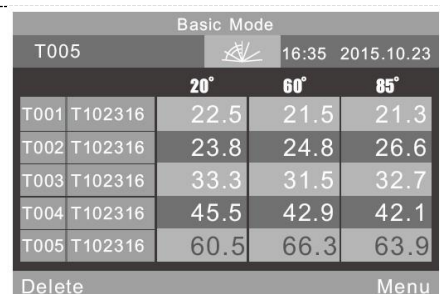 Basic Mode
T005 16:35 2015.10.23
20° 60° 85°
T001 T102316 22.5 21.5 21.3
T002 T102316 23.8 24.8 26.6
T003 T102316 33.3 31.5 32.7
T004 T102316 45.5 42.9 42.1
T005 T102316 60.5 66.3 63.9
Delete Menu